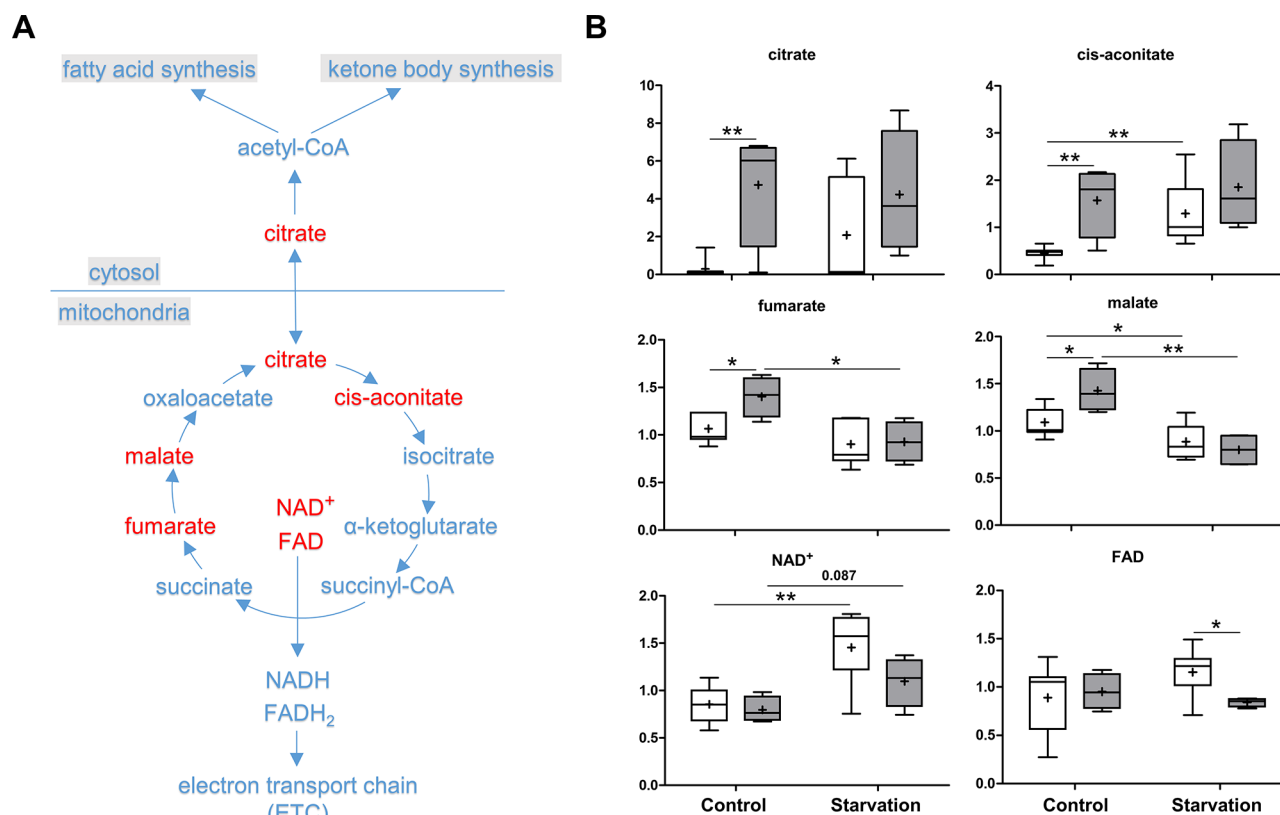 A
fatty acid synthesis
ketone body synthesis
acetyl-CoA
citrate
cytosol
mitochondria
citrate
oxaloacetate
cis-aconitate
malate
isocitrate
NAD+
fumarate
α-ketoglutarate
FAD
succinate
succinyl-CoA
NADH
FADH2
electron transport chain
(ETC)
B
citrate
10
8
6
4
2
0
**
cis-aconitate
4
3
2
1
0
**
**
fumarate
2.0
1.5
1.0
0.5
0.0
*
*
malate
2.0
1.5
1.0
0.5
0.0
*
*
**
NAD+
2.0
1.5
1.0
0.5
0.0
0.087
**
Control
Starvation
FAD
2.0
1.5
1.0
0.5
0.0
*
Control
Starvation